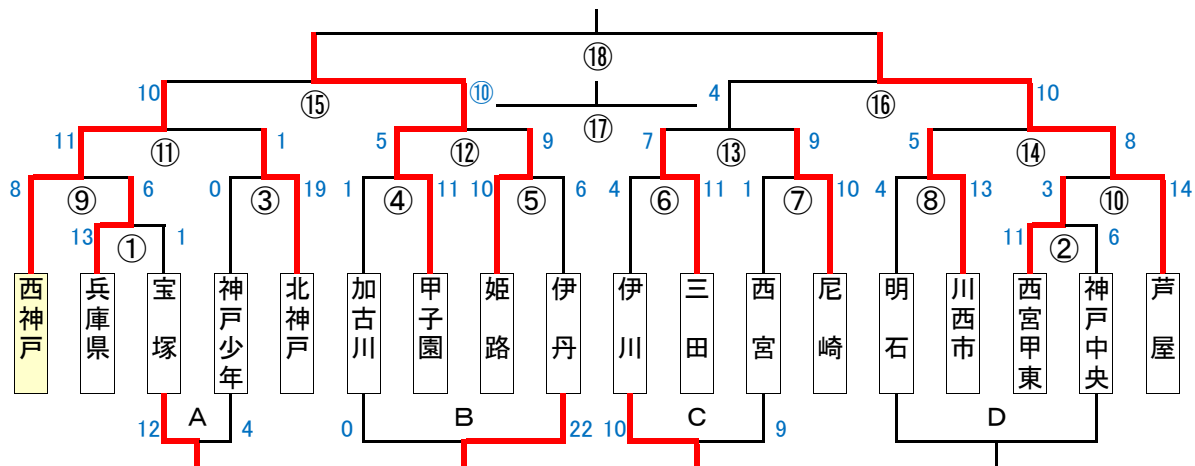 ⑱
10 ⑮ ⑩ 4 ⑯ 10
⑰
11 ⑪ 1 5 ⑫ 9 7 ⑬ 9 5 ⑭ 8
8 ⑨ 6 0 ③ 19 1 ④ 11 10 ⑤ 6 4 ⑥ 11 1 ⑦ 10 4 ⑧ 13 3 ⑩ 14
13 ① 1 11 ② 6
西神戸
兵庫県
宝塚
神戸少年
北神戸
加古川
甲子園
姫路
伊丹
伊川
三田
西宮
尼崎
明石
川西市
西宮甲東
神戸中央
芦屋
12 A 4 0 B 22 10 C 9 D